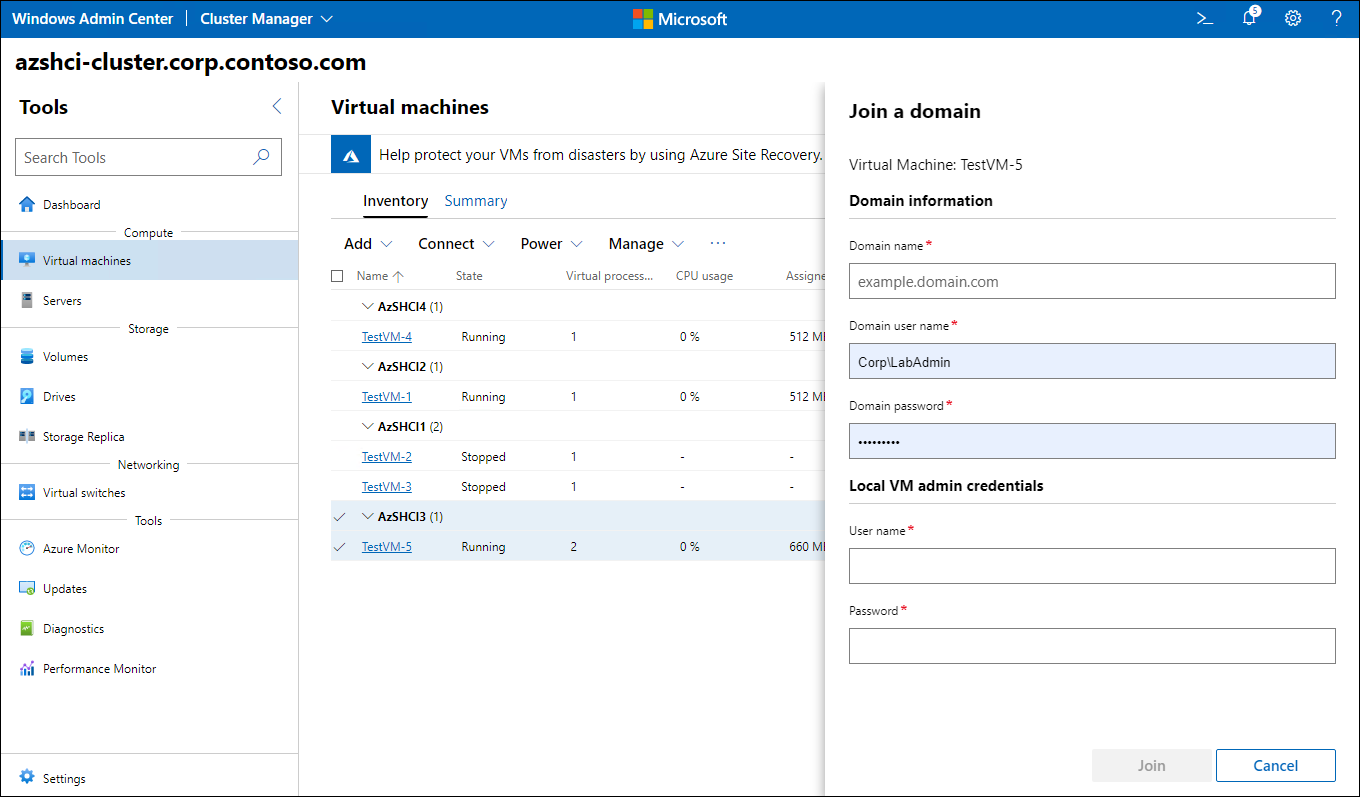 Windows Admin Center | Cluster Manager
Microsoft
5
azshci-cluster.corp.contoso.com
Tools
Search Tools
Dashboard
Compute
Virtual machines
Servers
Storage
Volumes
Drives
Storage Replica
Networking
Virtual switches
Tools
Azure Monitor
Updates
Diagnostics
Performance Monitor
Settings
Virtual machines
Help protect your VMs from disasters by using Azure Site Recovery.
Inventory Summary
Add Connect Power Manage ...
Name State Virtual process... CPU usage Assigne
AzSHCI4 (1)
TestVM-4 Running 1 0 % 512 M
AzSHCI2 (1)
TestVM-1 Running 1 0 % 512 M
AzSHCI1 (2)
TestVM-2 Stopped 1 - -
TestVM-3 Stopped 1 - -
AzSHCI3 (1)
TestVM-5 Running 2 0 % 660 M
Join a domain
Virtual Machine: TestVM-5
Domain information
Domain name *
example.domain.com
Domain user name *
Corp\LabAdmin
Domain password *
•••••••••
Local VM admin credentials
User name *
Password *
Join Cancel